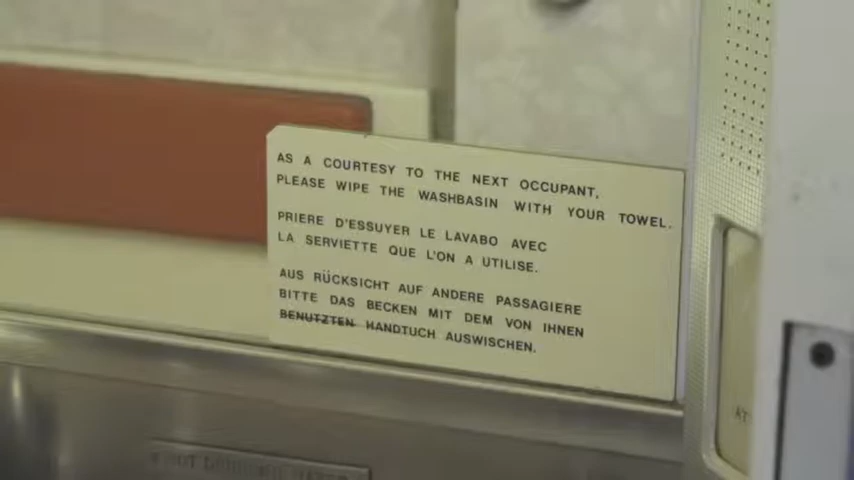 AS A COURTESY TO THE NEXT OCCUPANT,
PLEASE WIPE THE WASHBASIN WITH YOUR TOWEL.
PRIERE D'ESSUYER LE LAVABO AVEC
LA SERVIETTE QUE L'ON A UTILISE.
AUS RÜCKSICHT AUF ANDERE PASSAGIERE
BITTE DAS BECKEN MIT DEM VON IHNEN
BENUTZTEN HANDTUCH AUSWISCHEN.